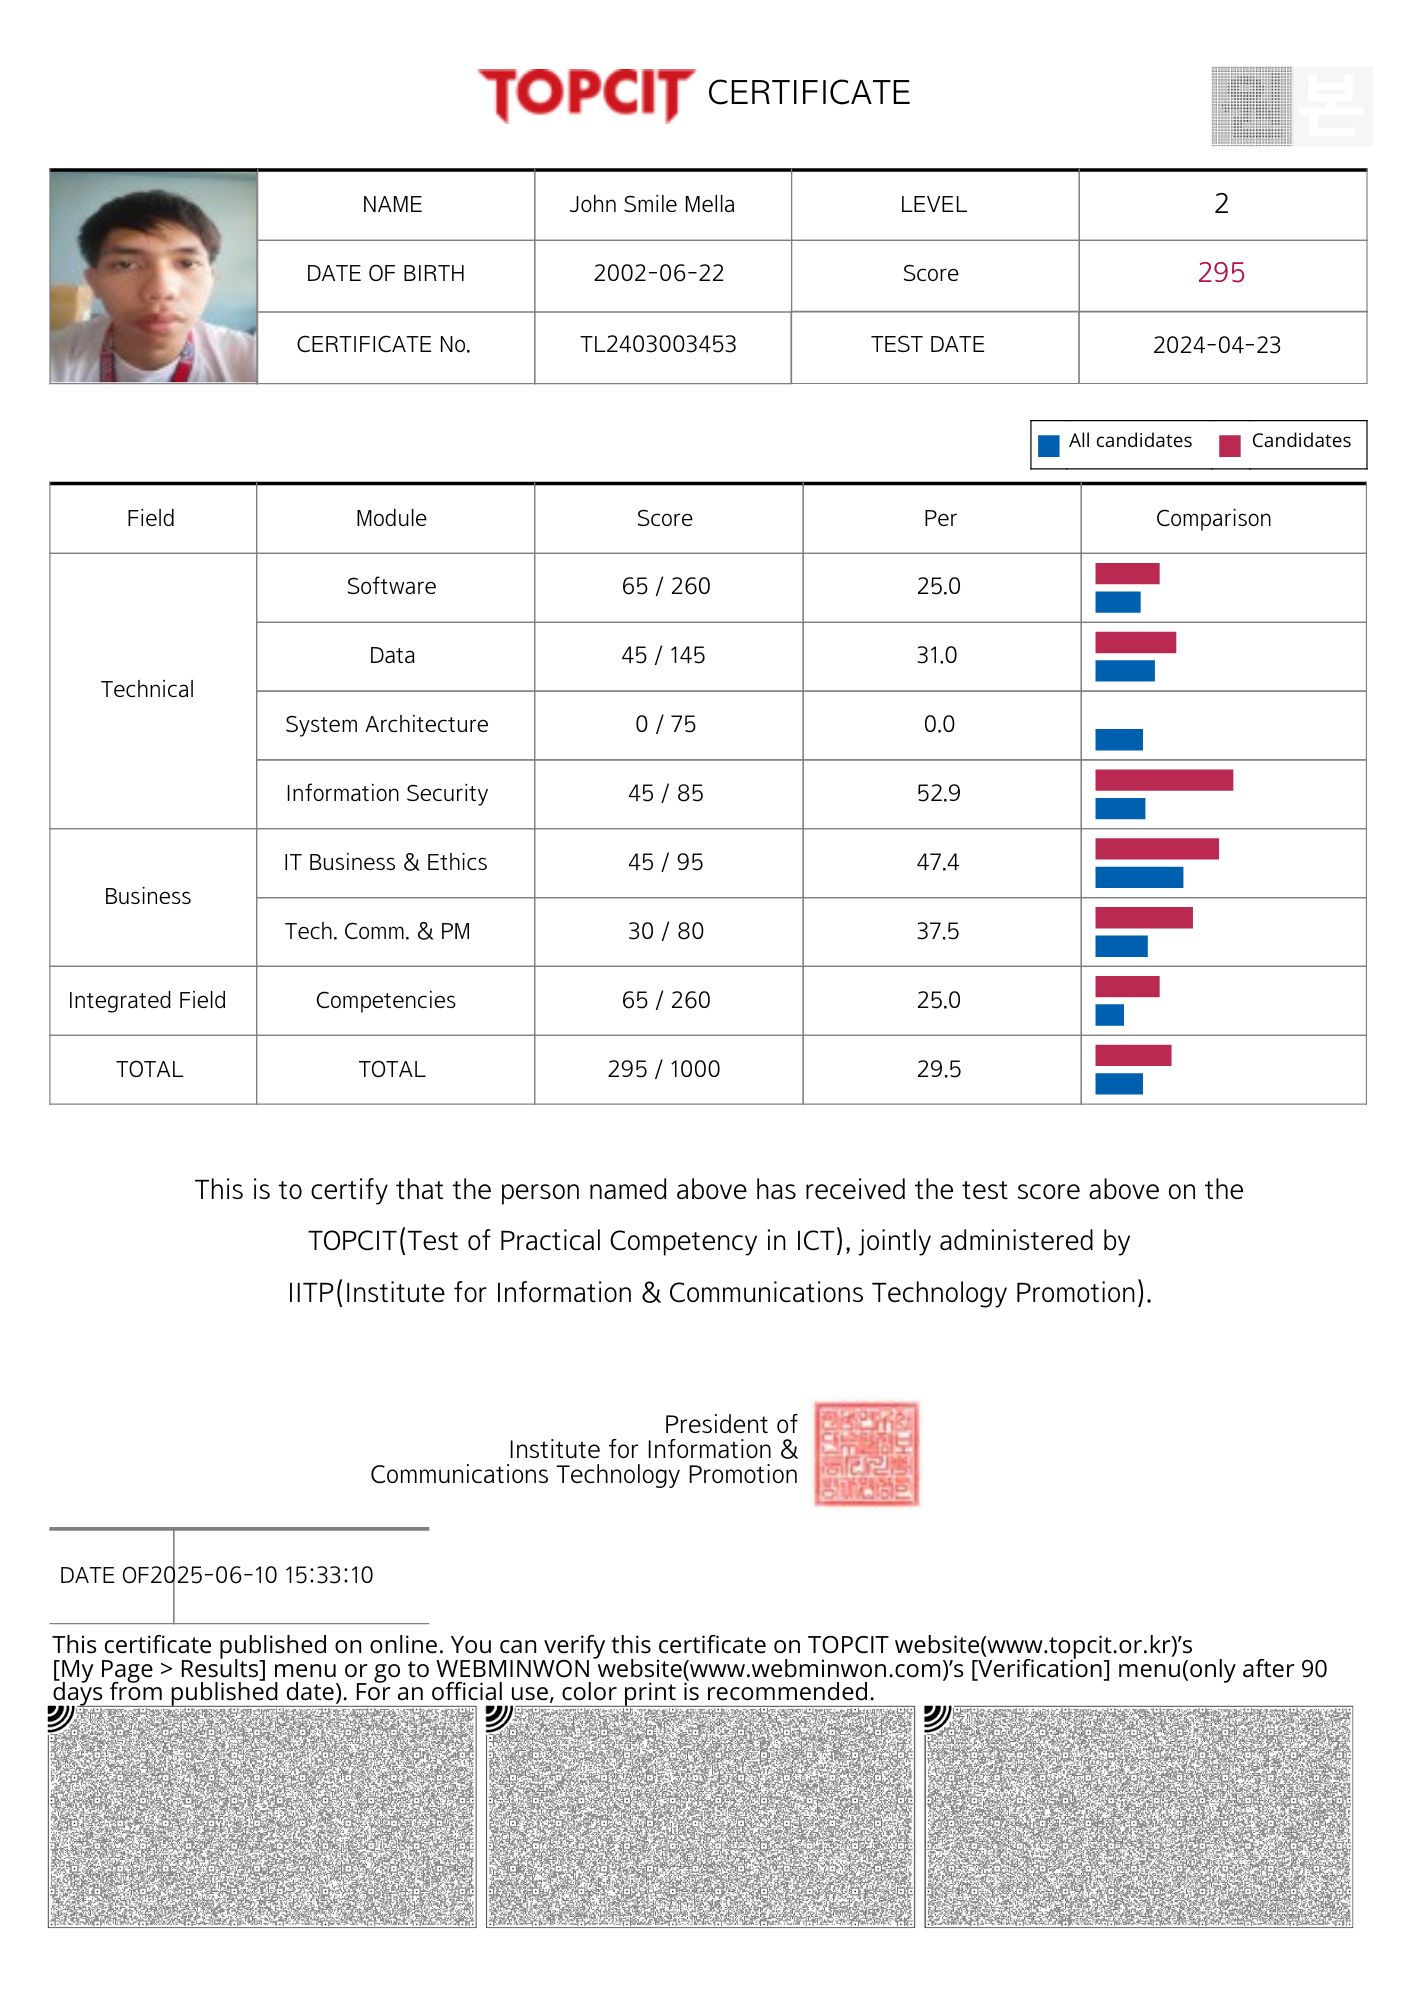 TOPCIT CERTIFICATE
본
NAME John Smile Mella LEVEL 2
DATE OF BIRTH 2002-06-22 Score 295
CERTIFICATE No. TL2403003453 TEST DATE 2024-04-23
All candidates Candidates
Field Module Score Per Comparison
Technical
Software 65 / 260 25.0
Data 45 / 145 31.0
System Architecture 0 / 75 0.0
Information Security 45 / 85 52.9
Business
IT Business & Ethics 45 / 95 47.4
Tech. Comm. & PM 30 / 80 37.5
Integrated Field Competencies 65 / 260 25.0
TOTAL TOTAL 295 / 1000 29.5
This is to certify that the person named above has received the test score above on the
TOPCIT(Test of Practical Competency in ICT), jointly administered by
IITP(Institute for Information & Communications Technology Promotion).
President of
Institute for Information &
Communications Technology Promotion
DATE OF2025-06-10 15:33:10
This certificate published on online. You can verify this certificate on TOPCIT website(www.topcit.or.kr)’s
[My Page > Results] menu or go to WEBMINWON website(www.webminwon.com)’s [Verification] menu(only after 90
days from published date). For an official use, color print is recommended.